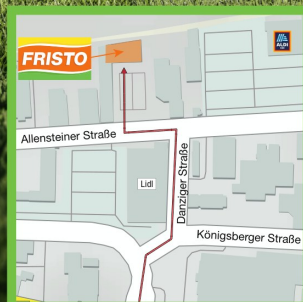 FRISTO
ALDI
Allensteiner Straße
Lidl
Danziger Straße
Königsberger Straße